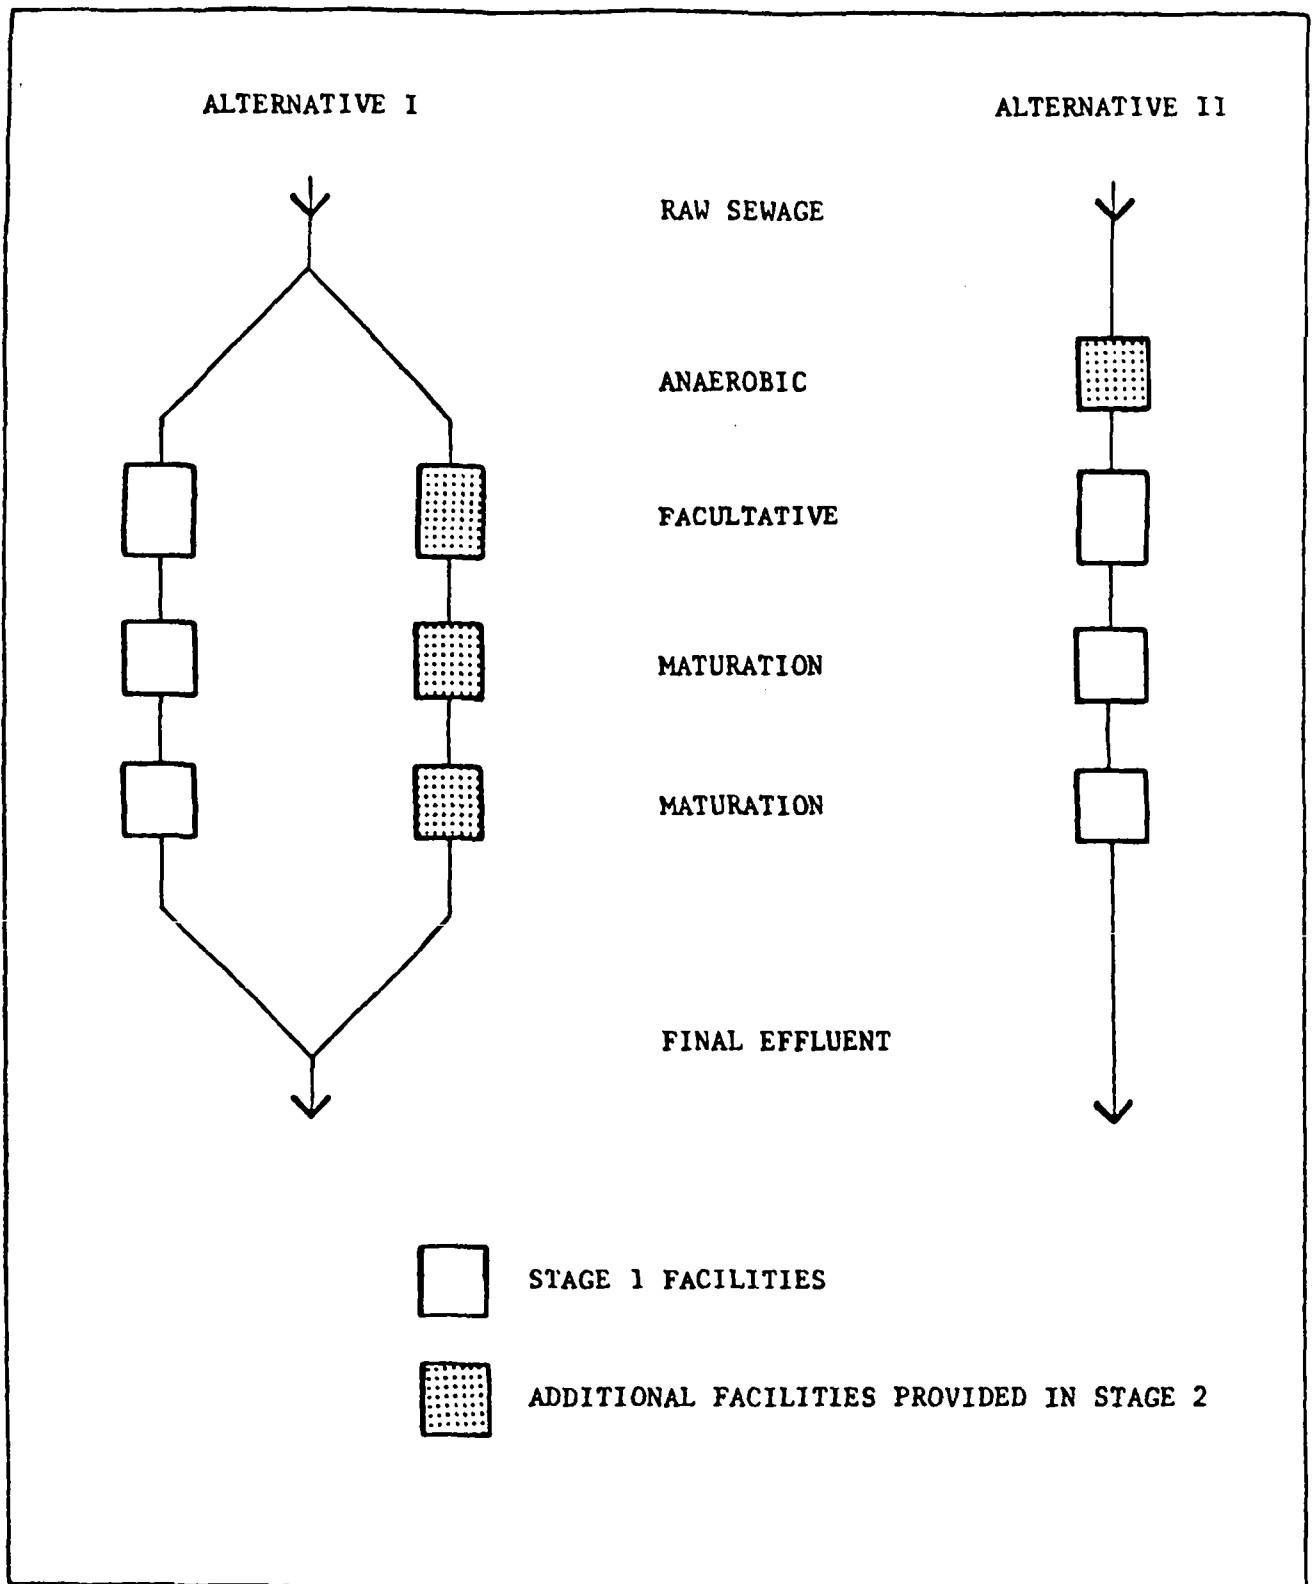 ALTERNATIVE I
ALTERNATIVE II
RAW SEWAGE
ANAEROBIC
FACULTATIVE
MATURATION
MATURATION
FINAL EFFLUENT
STAGE 1 FACILITIES
ADDITIONAL FACILITIES PROVIDED IN STAGE 2